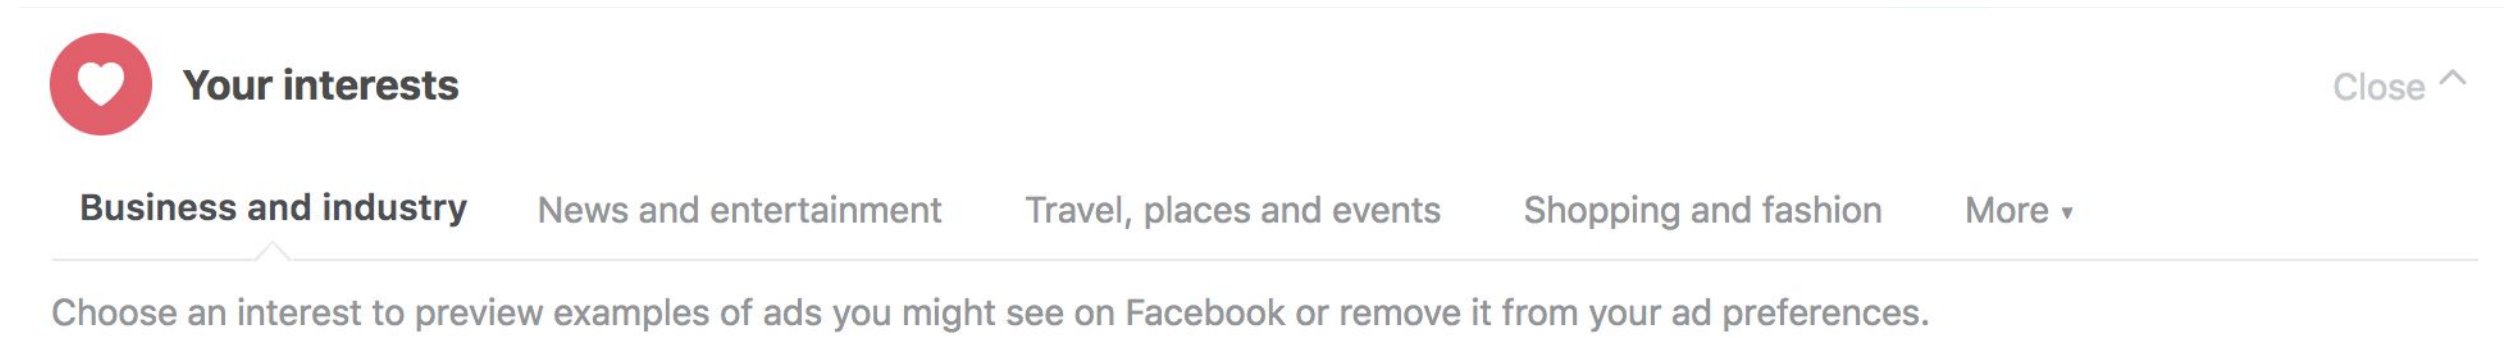 Your interests
Close
Business and industry News and entertainment Travel, places and events Shopping and fashion More
Choose an interest to preview examples of ads you might see on Facebook or remove it from your ad preferences.